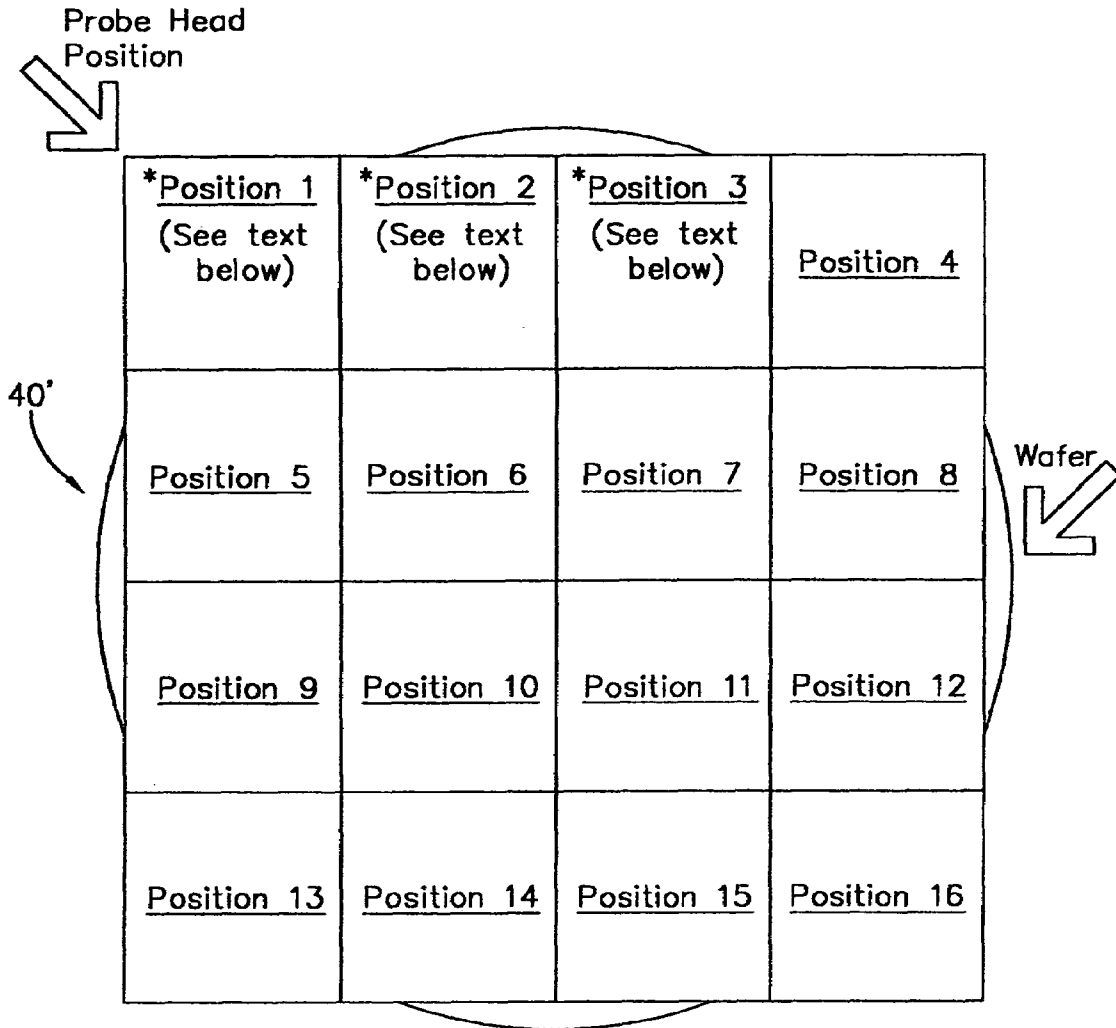 Probe Head
Position
*Position 1
(See text
below)
*Position 2
(See text
below)
*Position 3
(See text
below)
Position 4
40'
Position 5
Position 6
Position 7
Position 8
Wafer
Position 9
Position 10
Position 11
Position 12
Position 13
Position 14
Position 15
Position 16